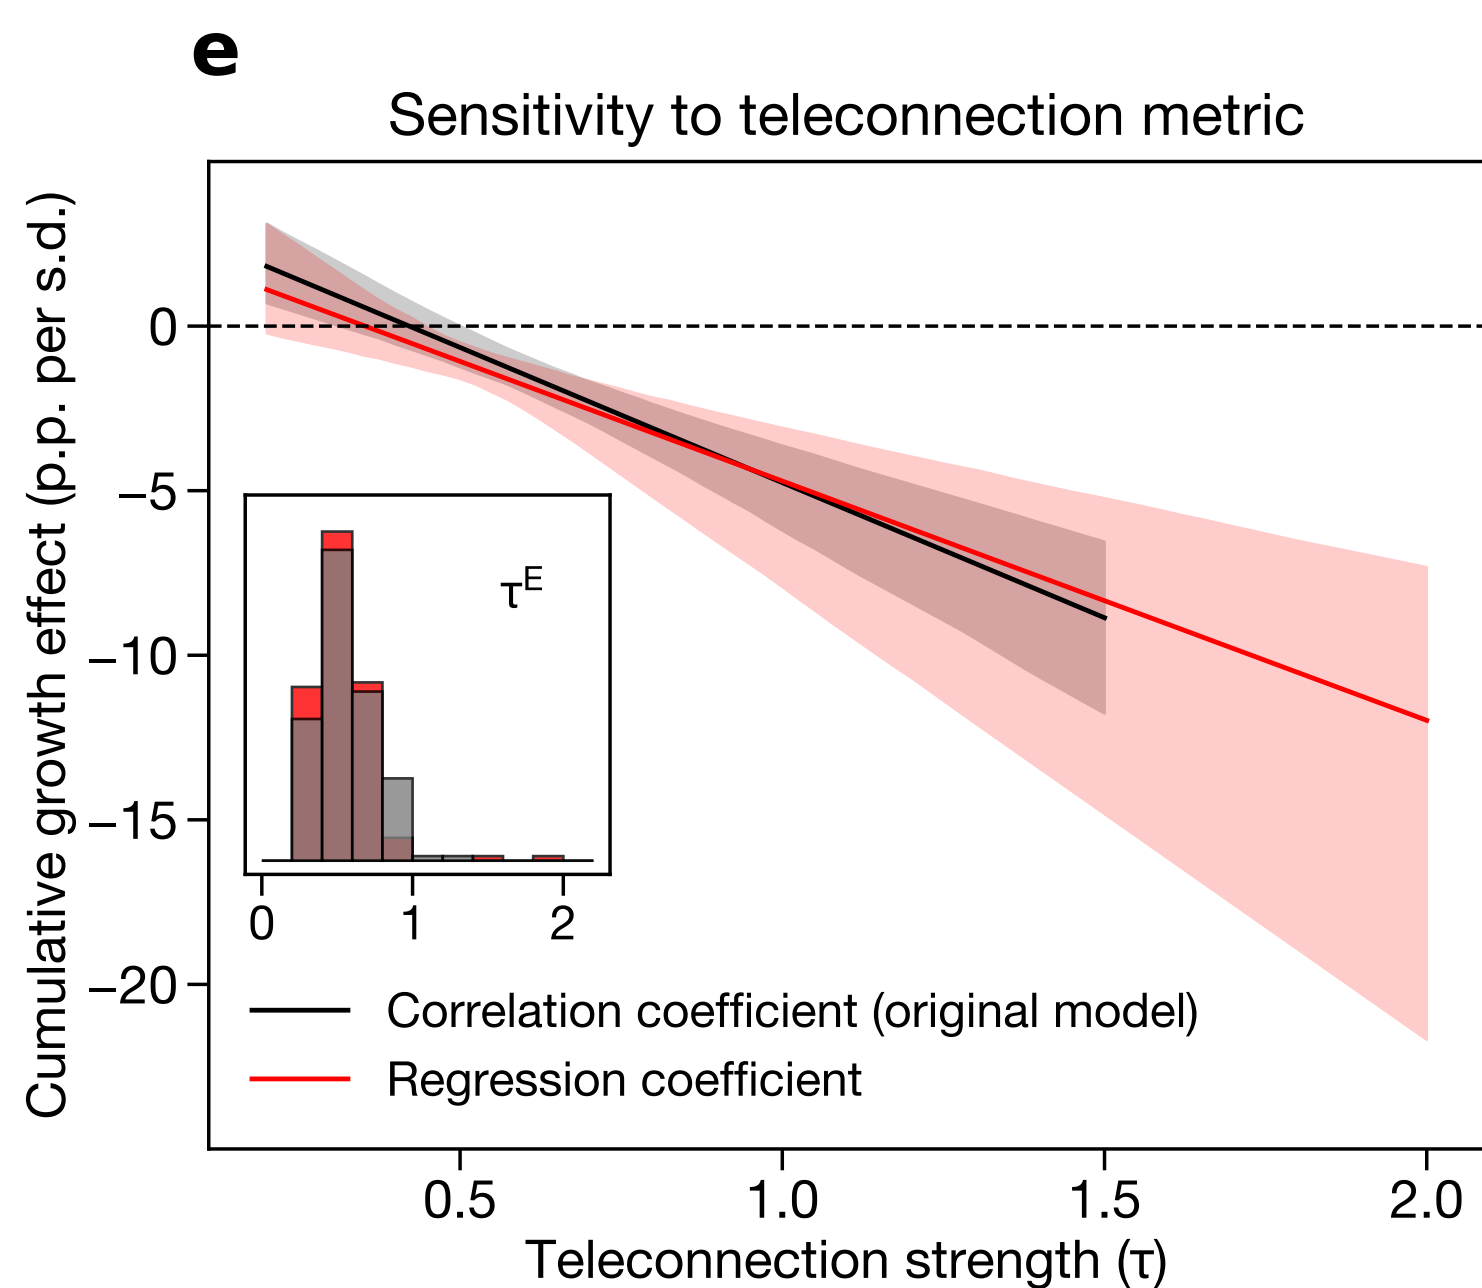 e
Sensitivity to teleconnection metric
Cumulative growth effect (p.p. per s.d.)
0
−5
−10
−15
−20
τE
0 1 2
Correlation coefficient (original model)
Regression coefficient
0.5 1.0 1.5 2.0
Teleconnection strength (τ)